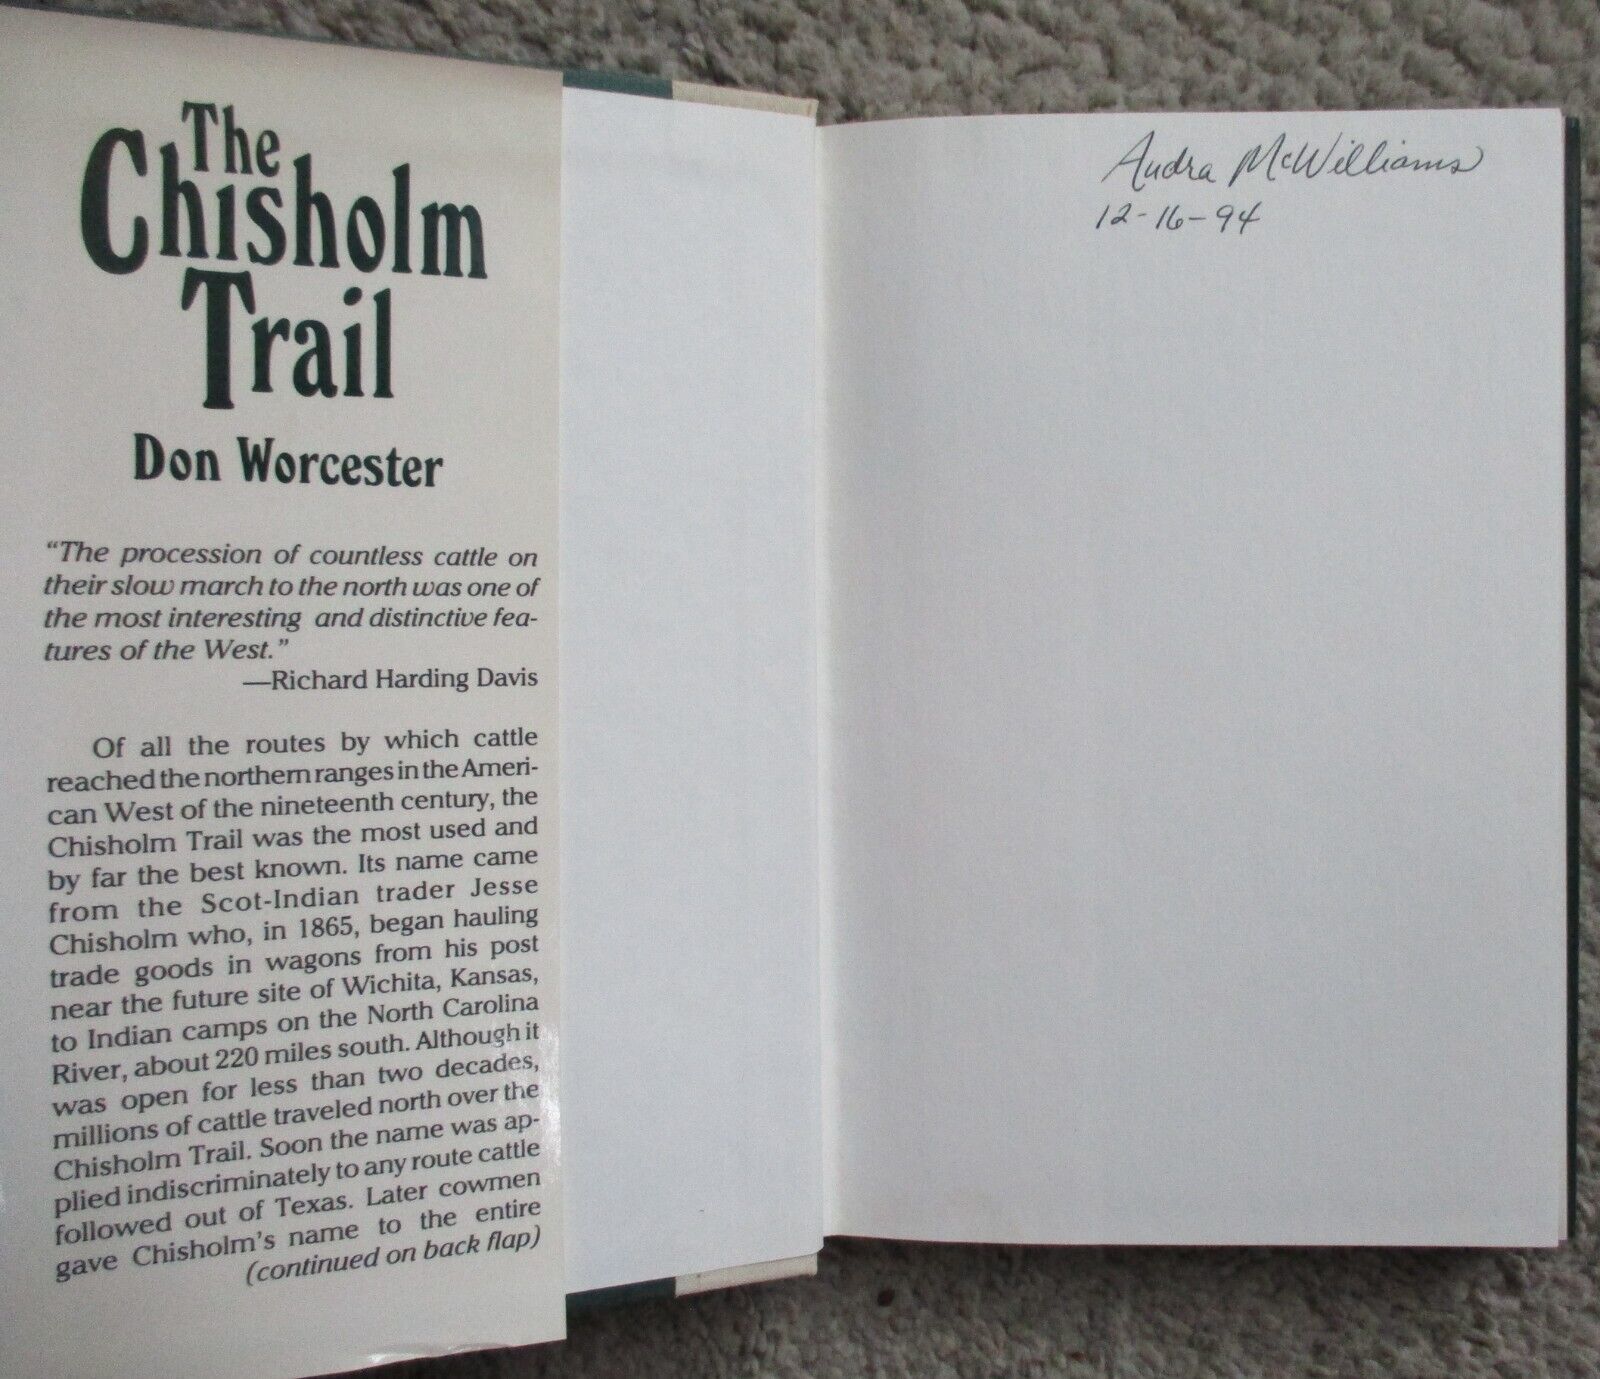 The
Chisholm
Trail
Don Worcester
“The procession of countless cattle on
their slow march to the north was one of
the most interesting and distinctive fea-
tures of the West.”
—Richard Harding Davis
Of all the routes by which cattle
reached the northern ranges in the Ameri-
can West of the nineteenth century, the
Chisholm Trail was the most used and
by far the best known. Its name came
from the Scot-Indian trader Jesse
Chisholm who, in 1865, began hauling
trade goods in wagons from his post
near the future site of Wichita, Kansas,
to Indian camps on the North Carolina
River, about 220 miles south. Although it
was open for less than two decades,
millions of cattle traveled north over the
Chisholm Trail. Soon the name was ap-
plied indiscriminately to any route cattle
followed out of Texas. Later cowmen
gave Chisholm's name to the entire
(continued on back flap)
Audra McWilliams
12-16-94